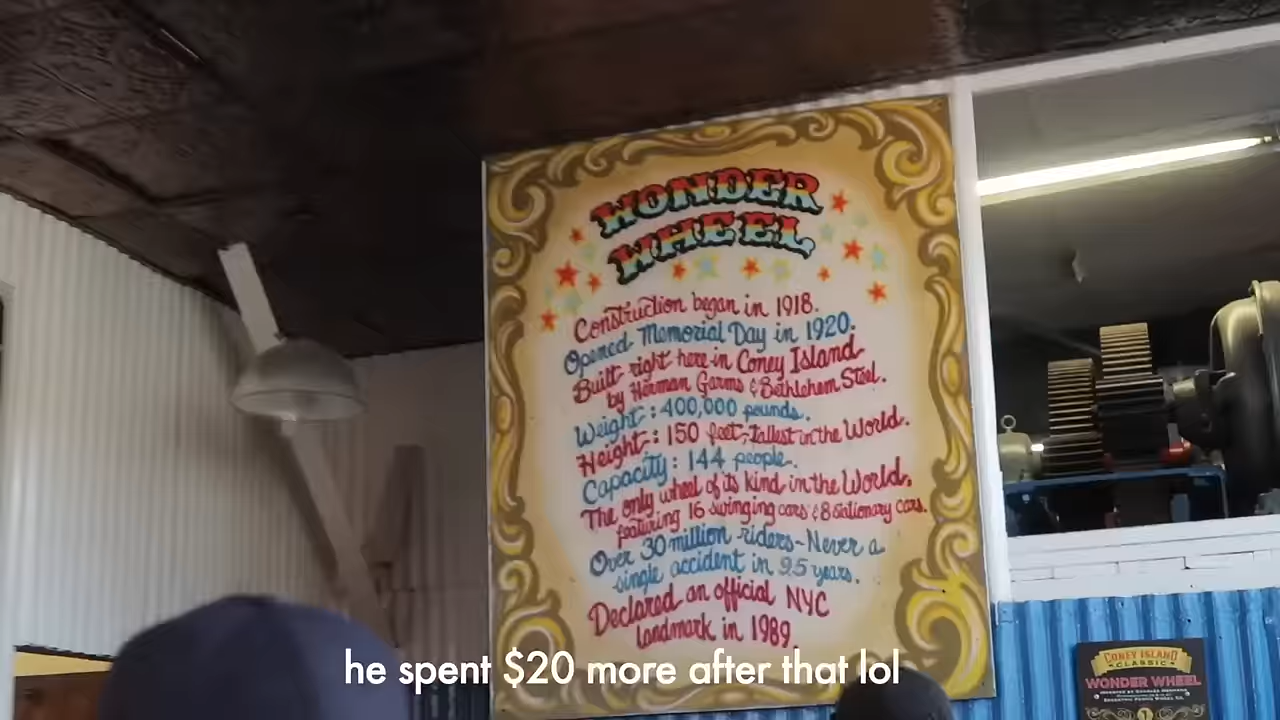 WONDER
WHEEL
Construction began in 1918.
Opened Memorial Day in 1920.
Built right here in Coney Island
by Herman Garms & Bethlehem Steel.
Weight: 400,000 pounds.
Height: 150 feet-Tallest in the World.
Capacity: 144 people.
The only wheel of its kind in the World,
featuring 16 swinging cars & 8 stationary cars.
Over 30 million riders-Never a
single accident in 95 years.
Declared an official NYC
landmark in 1989
CONEY ISLAND
CLASSIC
WONDER WHEEL
he spent $20 more after that lol